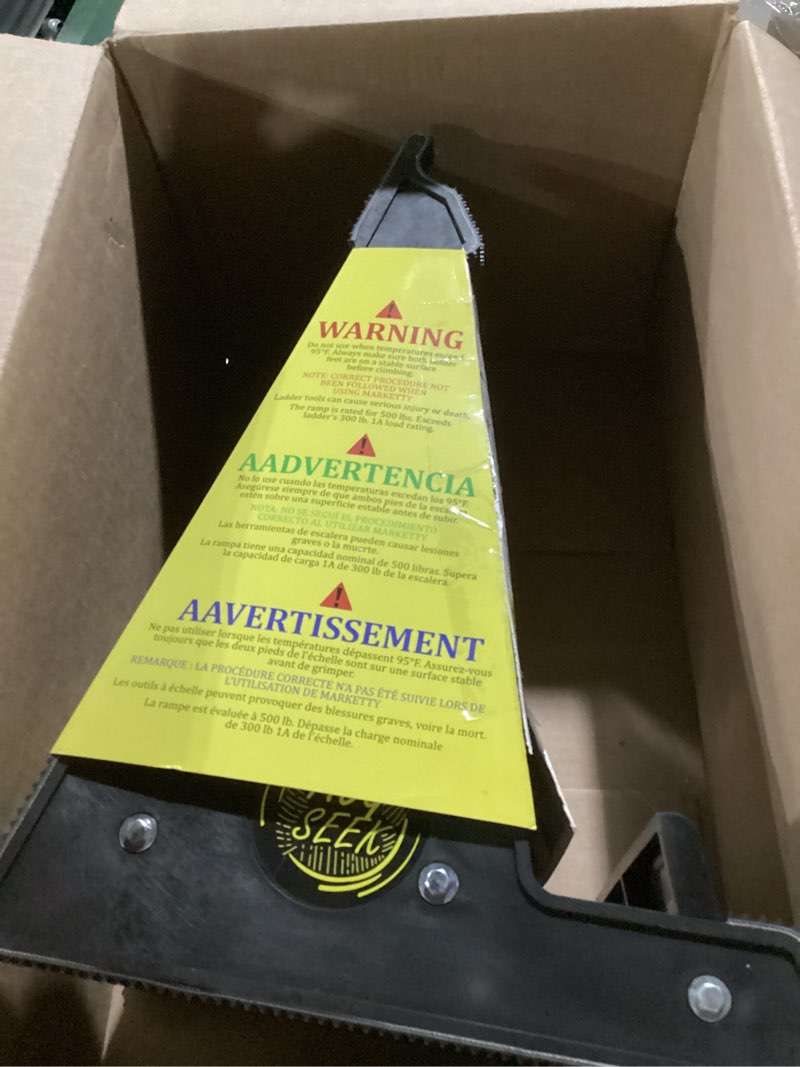 WARNING
Do not use when temperatures exceed
95°F. Always make sure both ladder
feet are on a stable surface
before climbing.
NOTE: CORRECT PROCEDURE NOT
BEEN FOLLOWED WHEN
USING MARKETTY
Ladder tools can cause serious injury or death.
The ramp is rated for 500 lbs. Exceeds
ladder's 300 lb. 1A load rating.
AADVERTENCIA
No lo use cuando las temperaturas excedan los 95°F.
Asegúrese siempre de que ambos pies de la escalera
estén sobre una superficie estable antes de subir.
NOTA: NO SE SEGUÍ EL PROCEDIMIENTO
CORRECTO AL UTILIZAR MARKETTY
Las herramientas de escalera pueden causar lesiones
graves o la muerte.
La rampa tiene una capacidad nominal de 500 libras. Supera
la capacidad de carga 1A de 300 lb de la escalera.
AAVERTISSEMENT
Ne pas utiliser lorsque les températures dépassent 95°F. Assurez-vous
toujours que les deux pieds de l'échelle sont sur une surface stable
avant de grimper.
REMARQUE : LA PROCÉDURE CORRECTE N'A PAS ÉTÉ SUIVIE LORS DE
L'UTILISATION DE MARKETTY
Les outils à échelle peuvent provoquer des blessures graves, voire la mort.
La rampe est évaluée à 500 lb. Dépasse la charge nominale
de 300 lb 1A de l'échelle.
SEEK